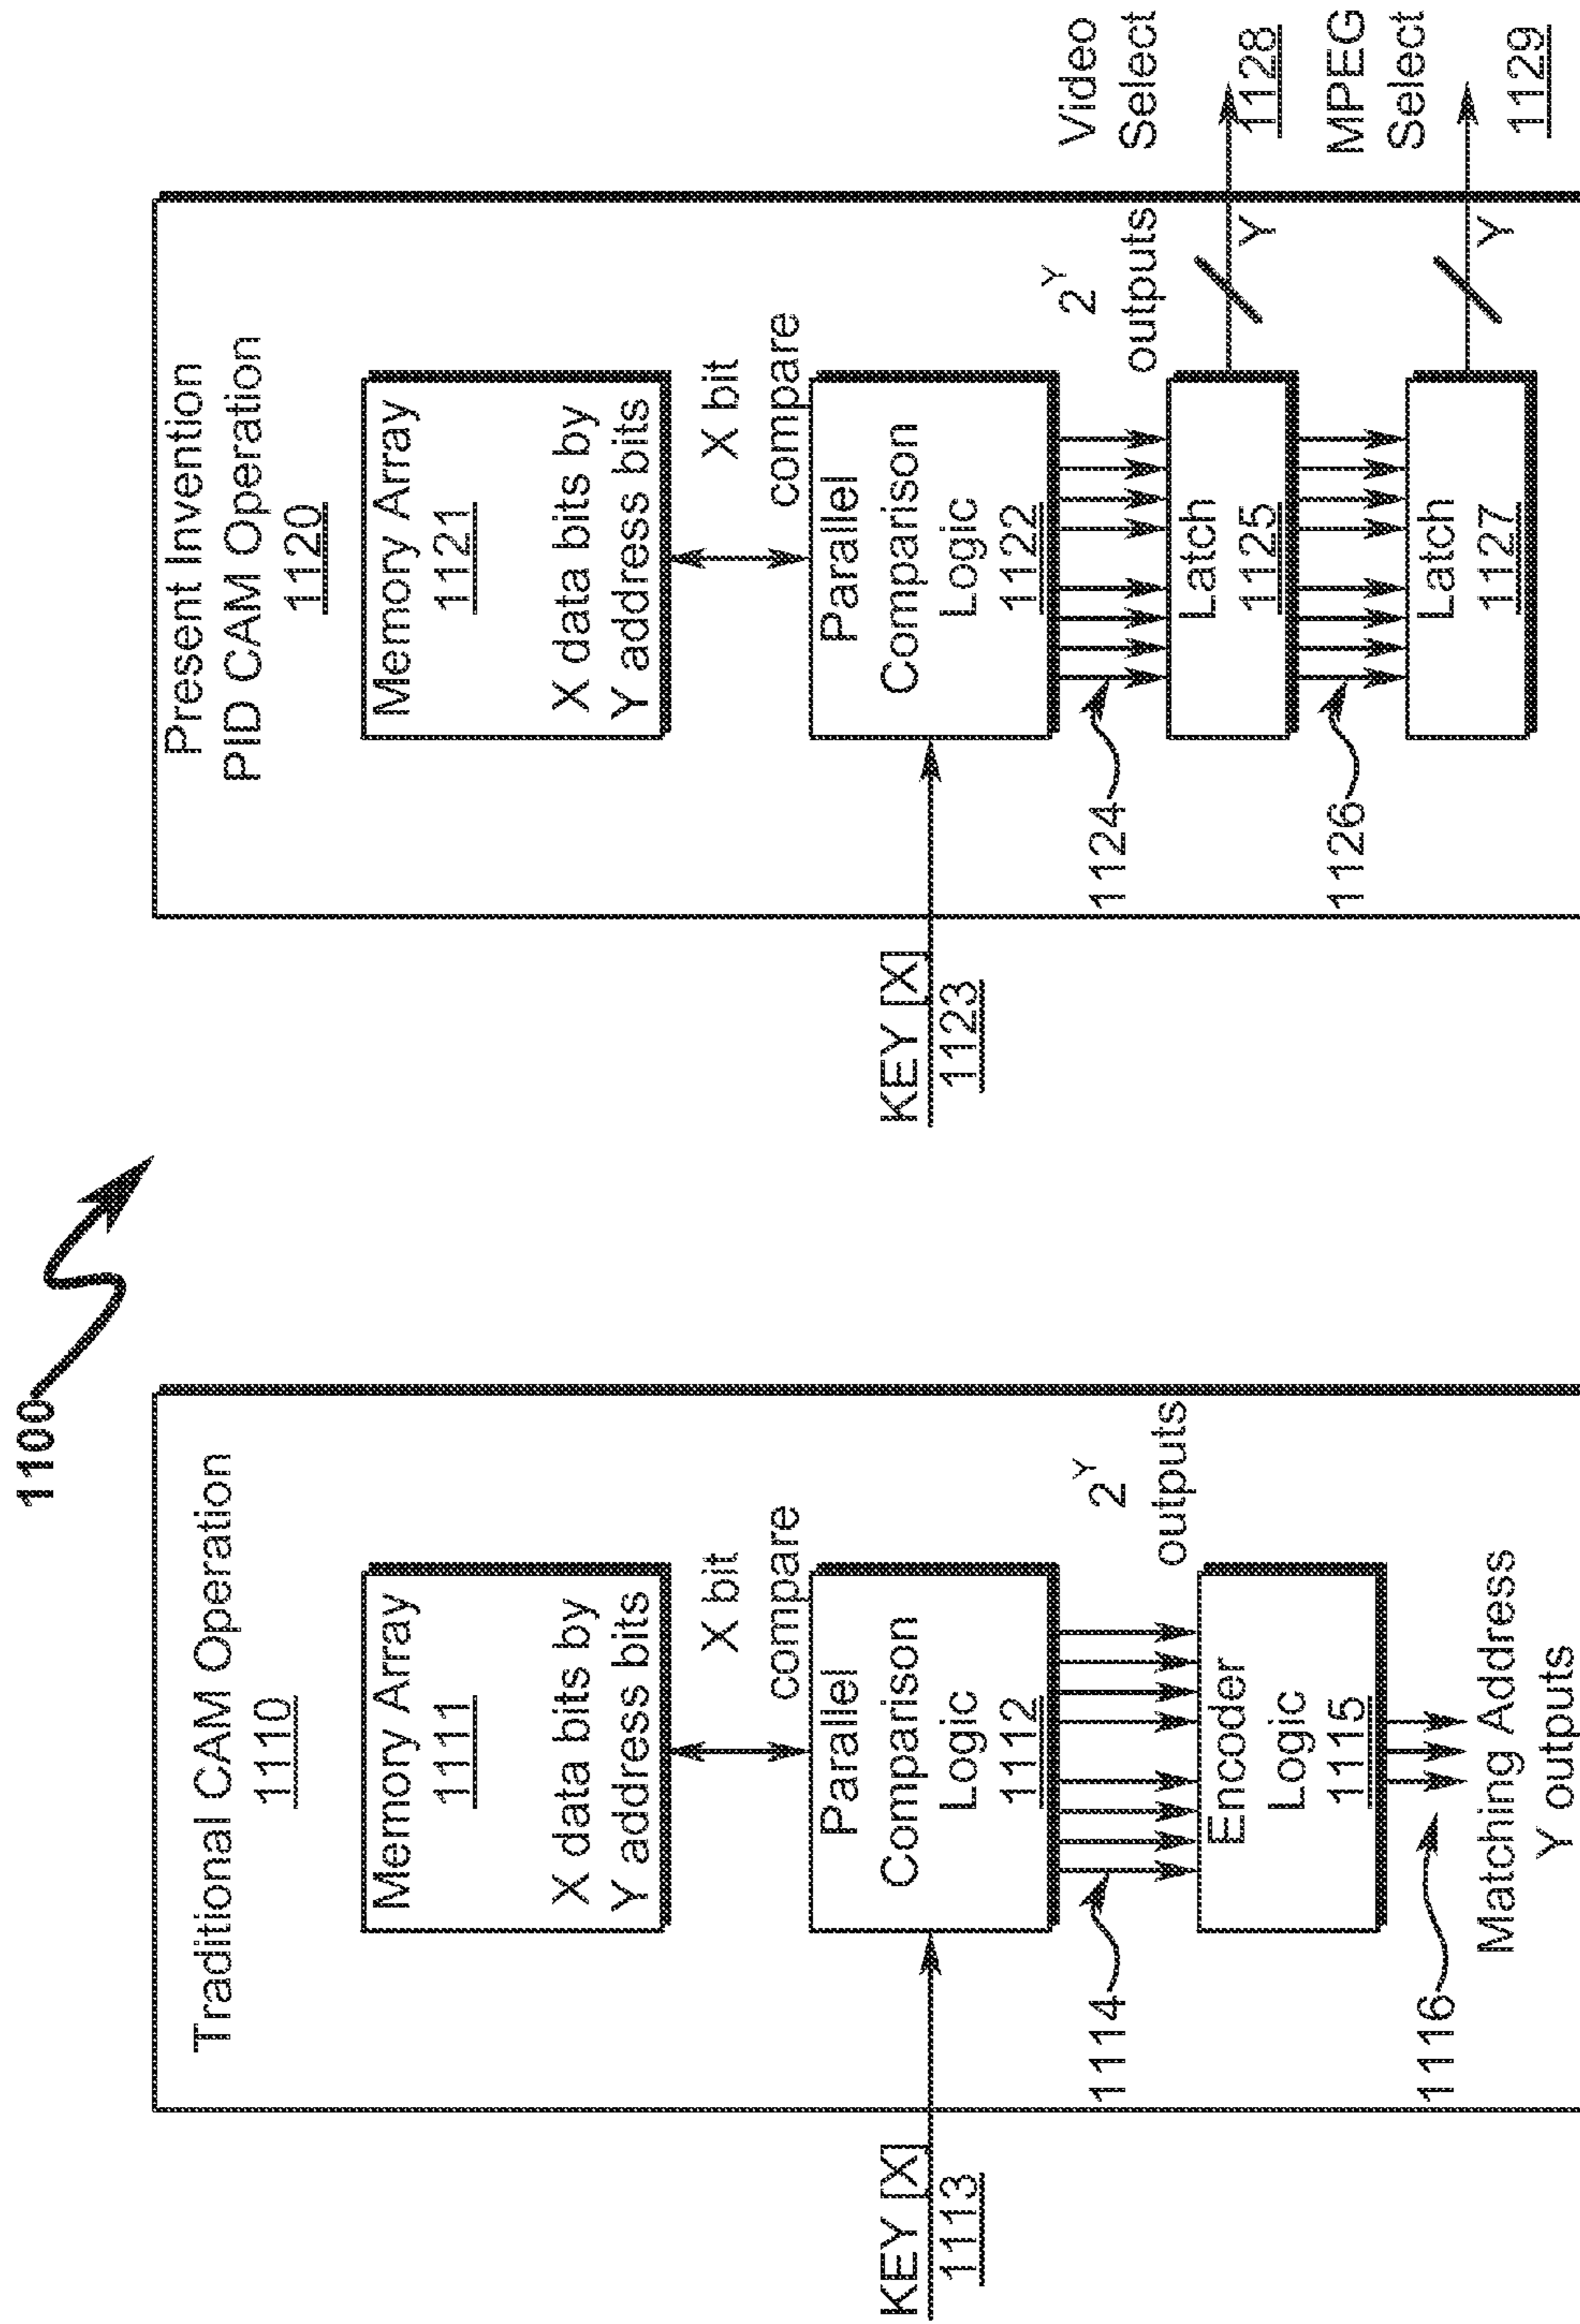 1100
Traditional CAM Operation
1110
Memory Array
1111
X data bits by
Y address bits
X bit
compare
KEY [X]
1113
Parallel
Comparison
Logic
1112
2^Y
outputs
1114
Encoder
Logic
1115
1116
Matching Address
Y outputs
Present Invention
PID CAM Operation
1120
Memory Array
1121
X data bits by
Y address bits
X bit
compare
KEY [X]
1123
Parallel
Comparison
Logic
1122
2^Y
outputs
1124
Latch
1125
Y
Video
Select
1128
1126
Latch
1127
Y
MPEG
Select
1129